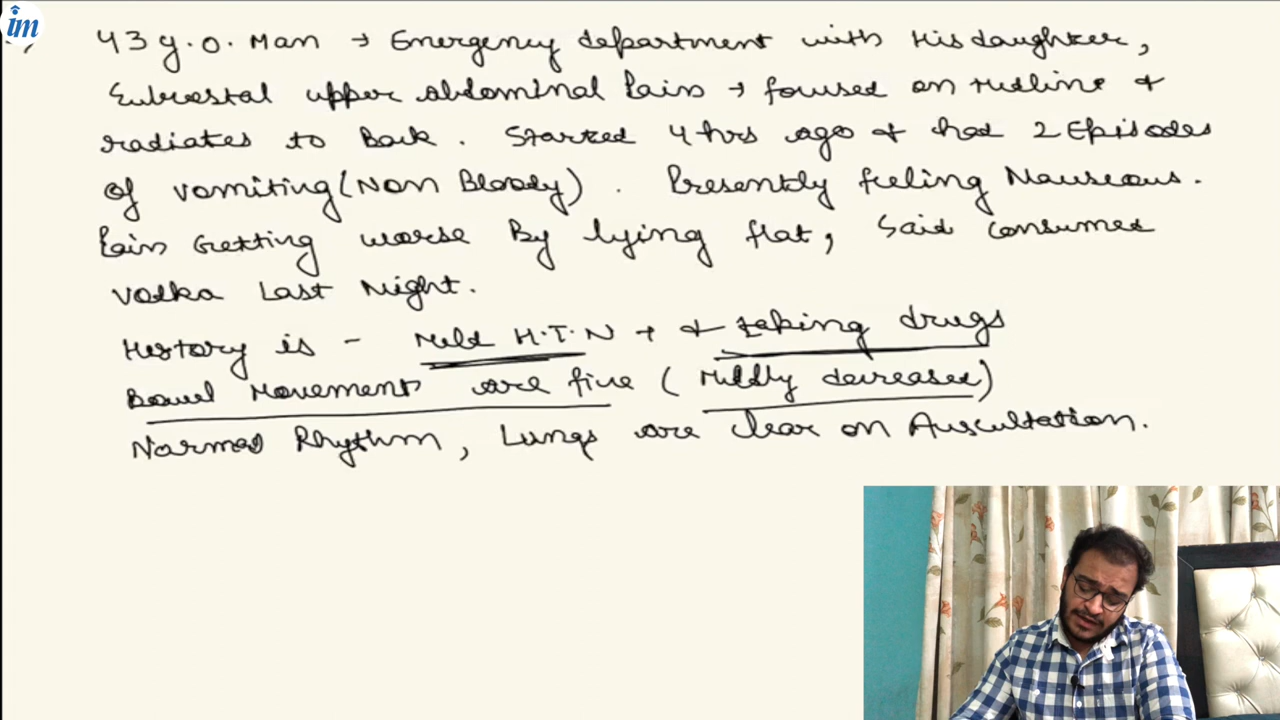 im
43 y.o. Man → Emergency department with His daughter,
upper abdominal Pain → focused on midline &
radiates to Back. Started 4 hrs ago & had 2 Episodes
of vomiting (Non Bloody). Presently feeling Nauseous.
Pain Getting worse By lying flat, Said consumed
vodka Last Night.
History is - Mild H.T.N + & taking drugs
Bowel Movement are fine (Mildly decreased)
Normal Rhythm, Lungs are clear on Auscultation.